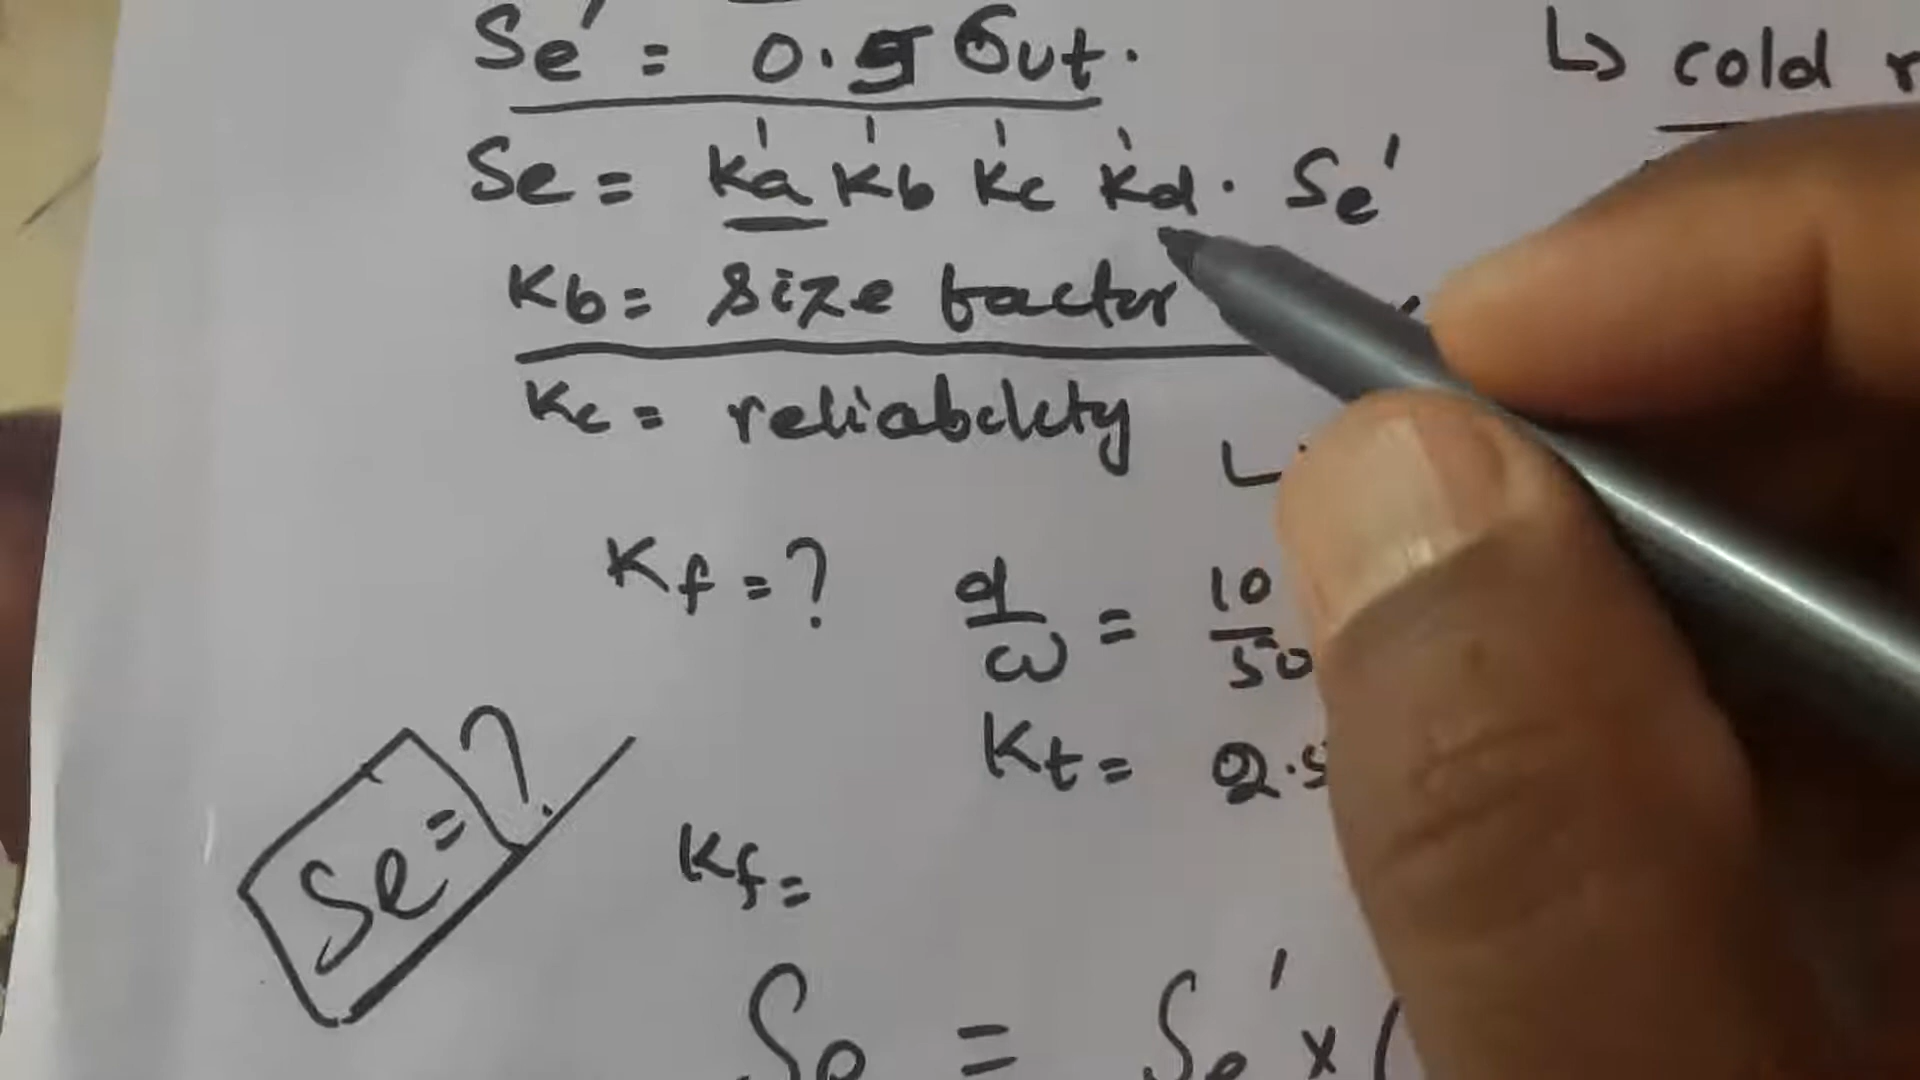 Se' = 0.5 σut.
↳ cold
Se = Ka Kb Kc Kd . Se'
Kb = size factor
Kc = reliability
Kf = ? d/w = 10/50
Kt = 2.5
Se = ?
Kf =
Se = Se' x (